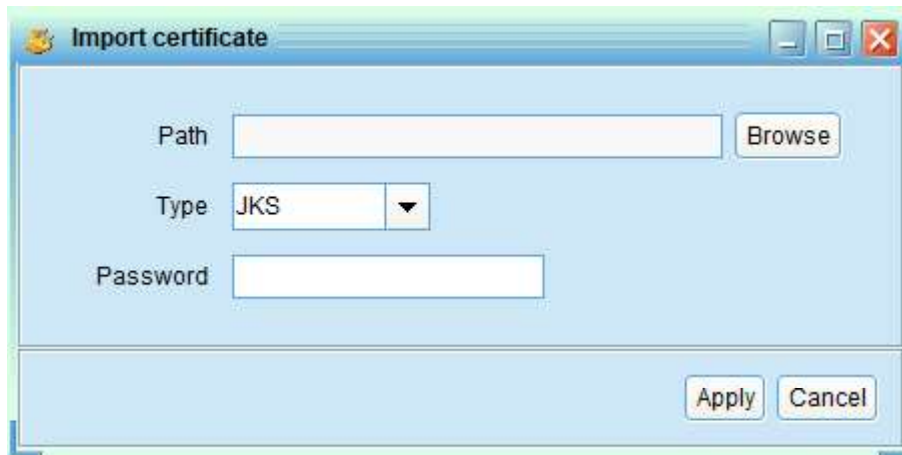 Import certificate
Path Browse
Type JKS
Password
Apply Cancel